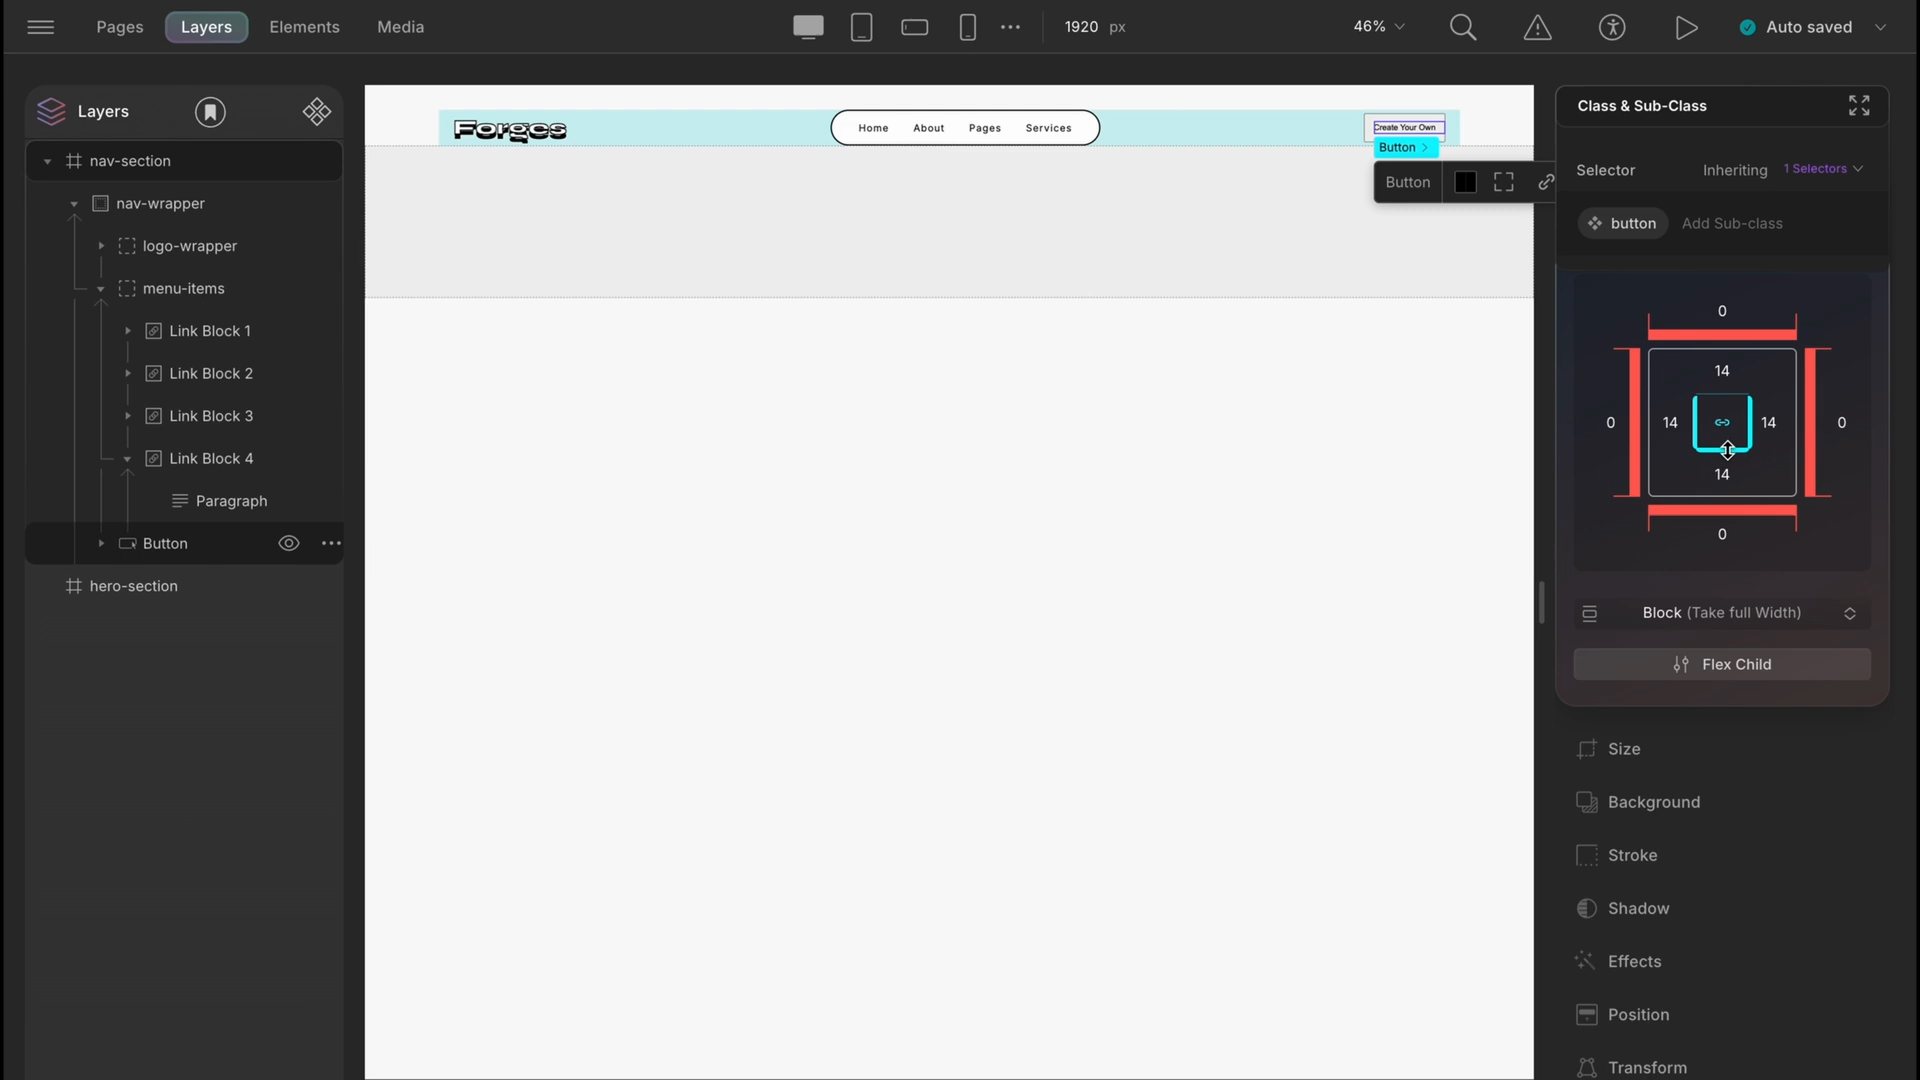 Pages Layers Elements Media 1920 px 46% Auto saved
Layers
nav-section
nav-wrapper
logo-wrapper
menu-items
Link Block 1
Link Block 2
Link Block 3
Link Block 4
Paragraph
Button
hero-section
Forges Home About Pages Services Create Your Own
Button
Button
Class & Sub-Class
Selector Inheriting 1 Selectors
button Add Sub-class
0
14
0 14 14 0
14
0
Block (Take full Width)
Flex Child
Size
Background
Stroke
Shadow
Effects
Position
Transform